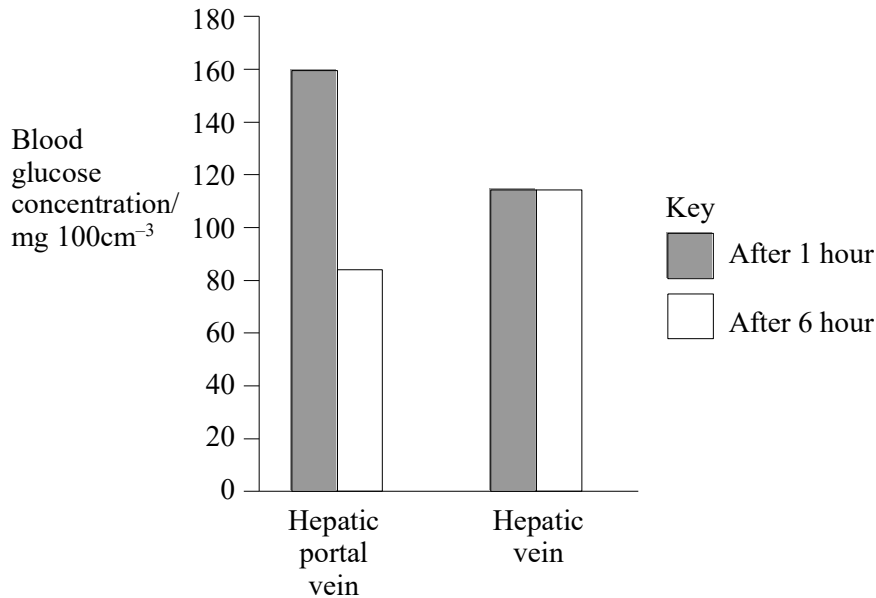 180
160
140
120
100
80
60
40
20
0
Blood
glucose
concentration/
mg 100cm⁻³
Hepatic
portal
vein
Hepatic
vein
Key
After 1 hour
After 6 hour